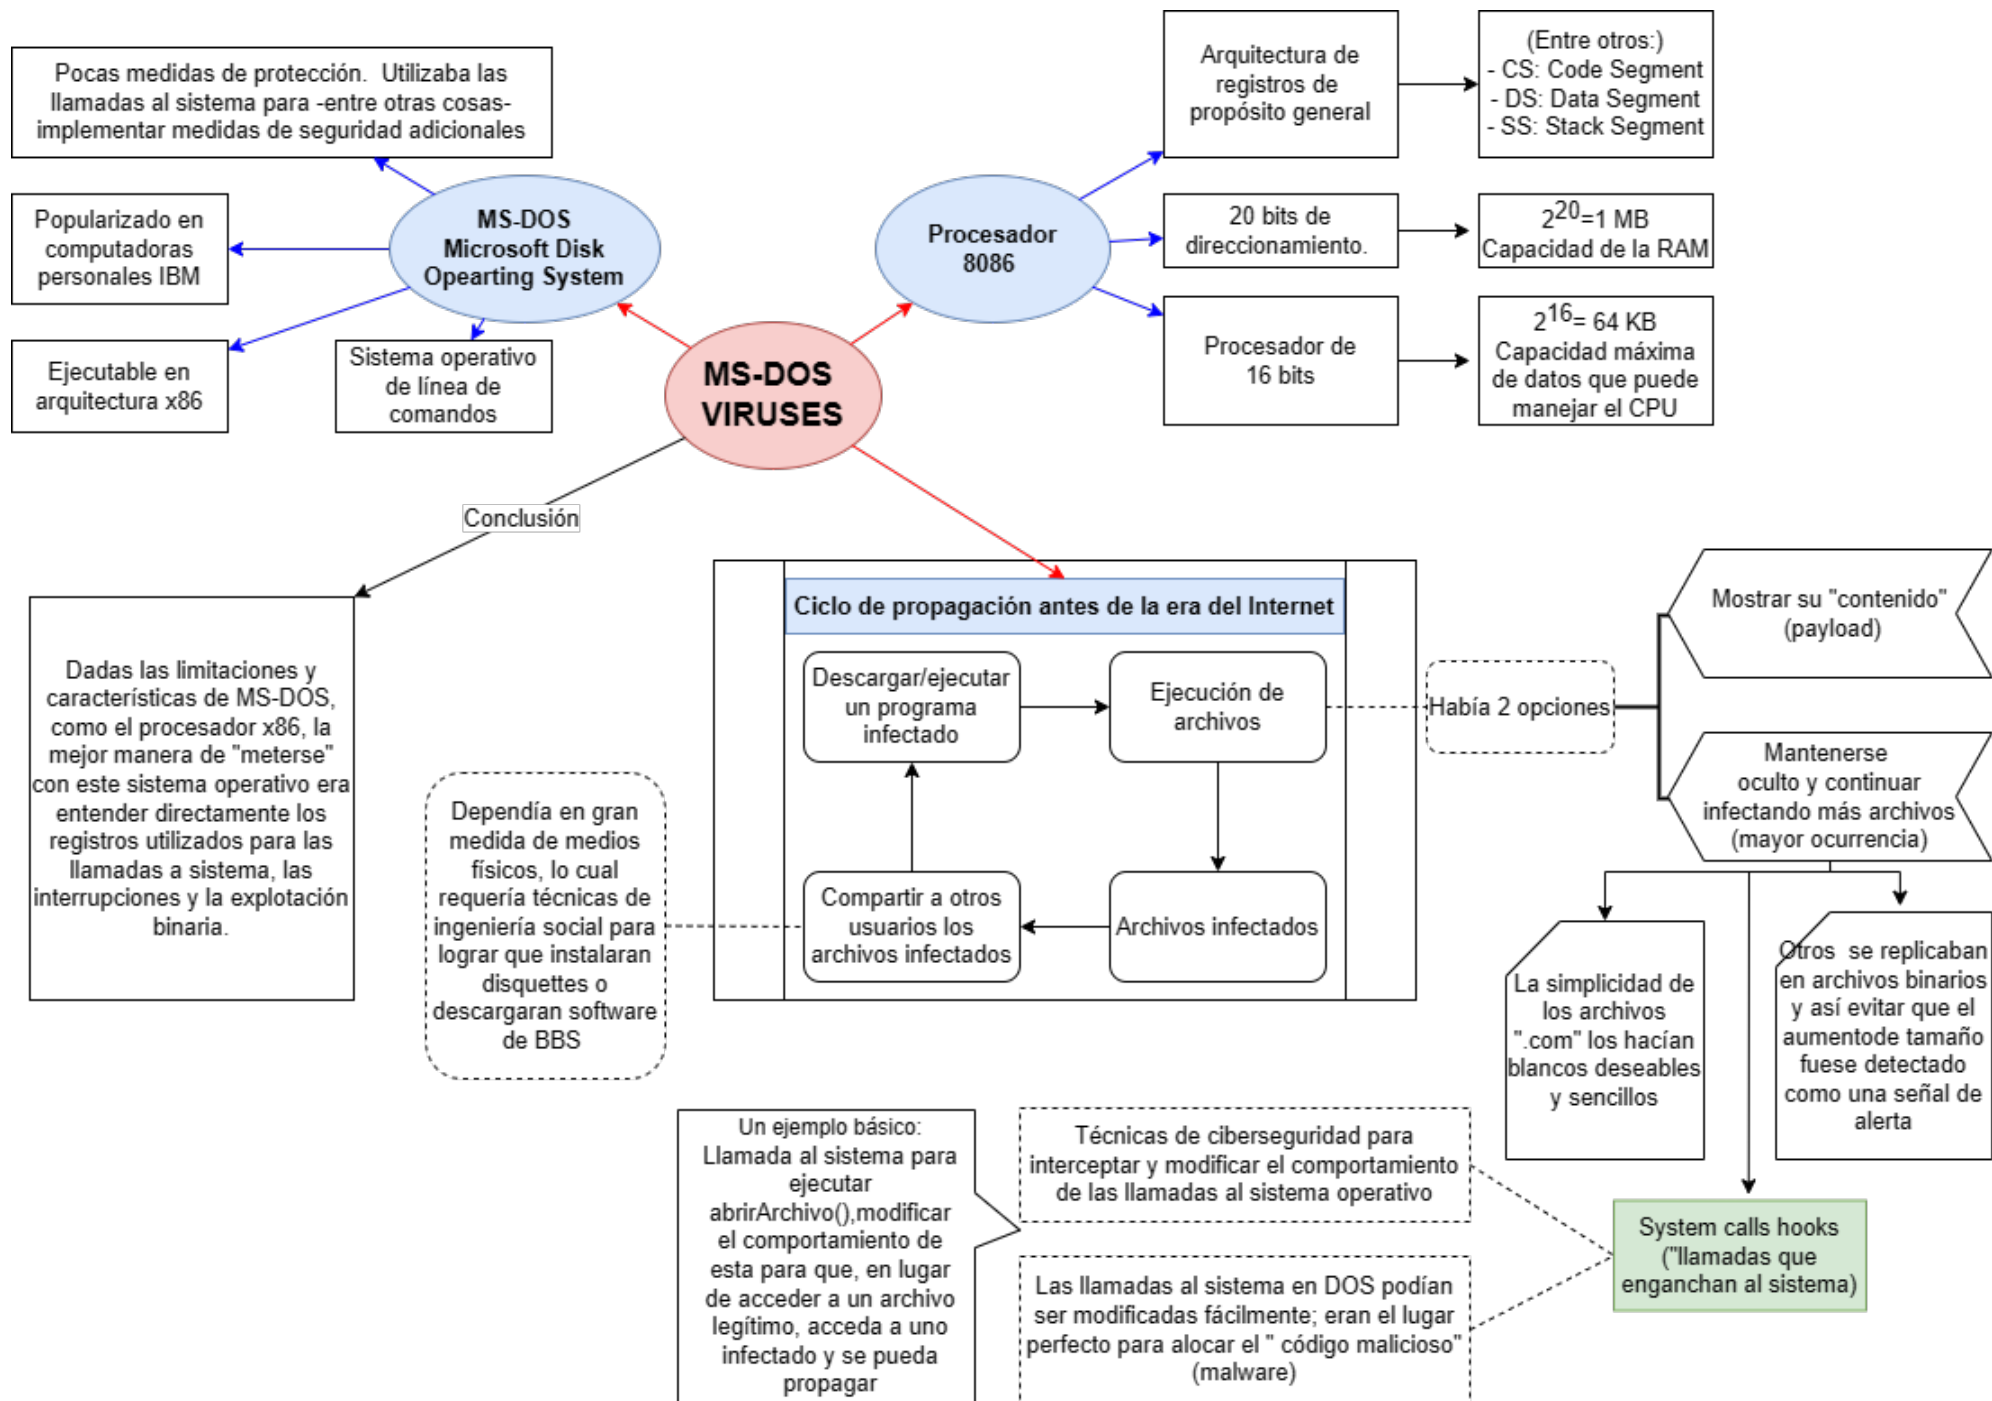 Pocas medidas de protección. Utilizaba las
llamadas al sistema para -entre otras cosas-
implementar medidas de seguridad adicionales
Popularizado en
computadoras
personales IBM
Ejecutable en
arquitectura x86
Sistema operativo
de línea de
comandos
MS-DOS
Microsoft Disk
Opearting System
Procesador
8086
Arquitectura de
registros de
propósito general
(Entre otros:)
- CS: Code Segment
- DS: Data Segment
- SS: Stack Segment
20 bits de
direccionamiento.
2^20=1 MB
Capacidad de la RAM
Procesador de
16 bits
2^16= 64 KB
Capacidad máxima
de datos que puede
manejar el CPU
MS-DOS
VIRUSES
Conclusión
Dadas las limitaciones y
características de MS-DOS,
como el procesador x86, la
mejor manera de "meterse"
con este sistema operativo era
entender directamente los
registros utilizados para las
llamadas a sistema, las
interrupciones y la explotación
binaria.
Ciclo de propagación antes de la era del Internet
Descargar/ejecutar
un programa
infectado
Ejecución de
archivos
Archivos infectados
Compartir a otros
usuarios los
archivos infectados
Dependía en gran
medida de medios
físicos, lo cual
requería técnicas de
ingeniería social para
lograr que instalaran
disquettes o
descargaran software
de BBS
Había 2 opciones
Mostrar su "contenido"
(payload)
Mantenerse
oculto y continuar
infectando más archivos
(mayor ocurrencia)
La simplicidad de
los archivos
".com" los hacían
blancos deseables
y sencillos
Otros  se replicaban
en archivos binarios
y así evitar que el
aumentode tamaño
fuese detectado
como una señal de
alerta
System calls hooks
("llamadas que
enganchan al sistema)
Técnicas de ciberseguridad para
interceptar y modificar el comportamiento
de las llamadas al sistema operativo
Las llamadas al sistema en DOS podían
ser modificadas fácilmente; eran el lugar
perfecto para alocar el " código malicioso"
(malware)
Un ejemplo básico:
Llamada al sistema para
ejecutar
abrirArchivo(),modificar
el comportamiento de
esta para que, en lugar
de acceder a un archivo
legítimo, acceda a uno
infectado y se pueda
propagar